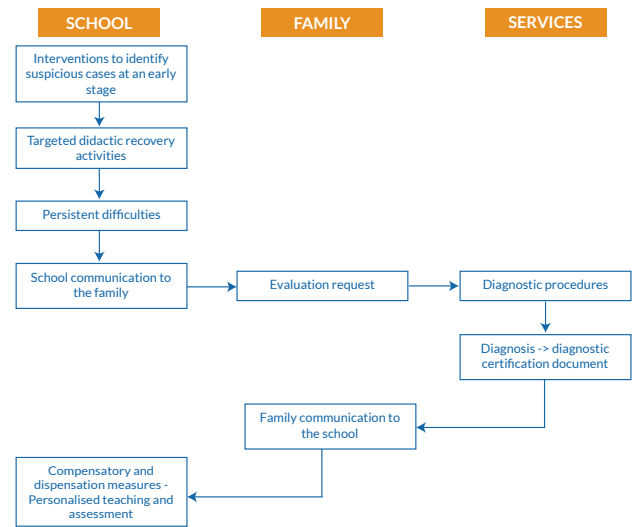 SCHOOL
FAMILY
SERVICES
Interventions to identify
suspicious cases at an early
stage
Targeted didactic recovery
activities
Persistent difficulties
School communication to
the family
Evaluation request
Diagnostic procedures
Diagnosis -> diagnostic
certification document
Family communication to
the school
Compensatory and
dispensation measures -
Personalised teaching and
assessment